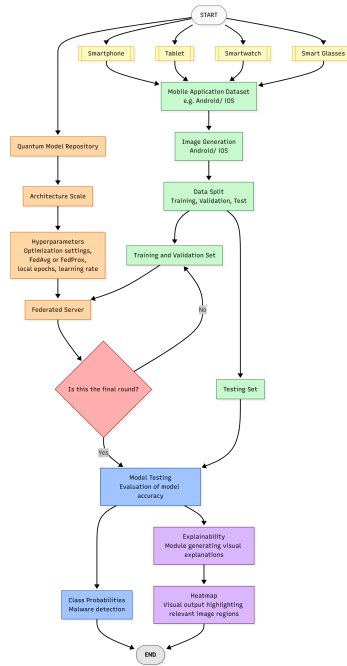 START
Smartphone
Tablet
Smartwatch
Smart Glasses
Mobile Application Dataset
e.g. Android/ iOS
Quantum Model Repository
Image Generation
Android/ iOS
Architecture Scale
Data Split
Training, Validation, Test
Hyperparameters
Optimization settings,
FedAvg or FedProx,
local epochs, learning rate
Training and Validation Set
Federated Server
No
Is this the final round?
Testing Set
Yes
Model Testing
Evaluation of model
accuracy
Explainability
Module generating visual
explanations
Class Probabilities
Malware detection
Heatmap
Visual output highlighting
relevant image regions
END